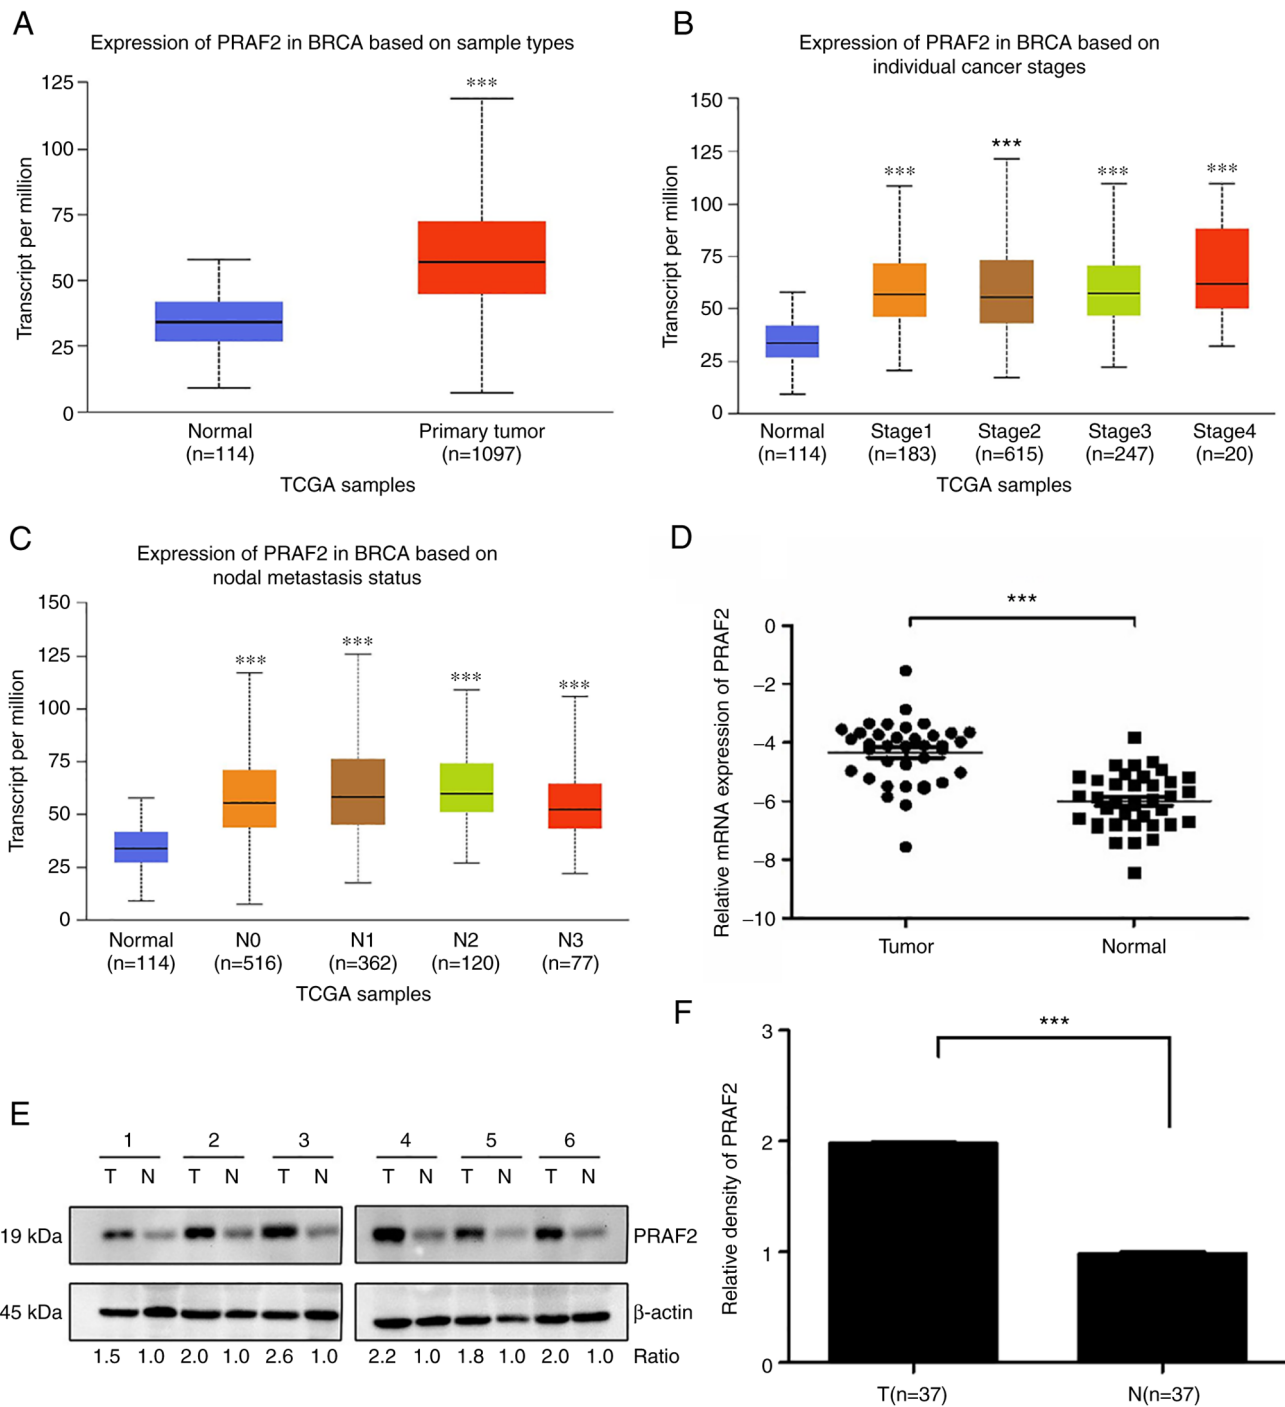 A
Expression of PRAF2 in BRCA based on sample types
Transcript per million
125
100
75
50
25
0
***
Normal
(n=114)
Primary tumor
(n=1097)
TCGA samples
B
Expression of PRAF2 in BRCA based on
individual cancer stages
Transcript per million
150
125
100
75
50
25
0
*** *** *** ***
Normal
(n=114)
Stage1
(n=183)
Stage2
(n=615)
Stage3
(n=247)
Stage4
(n=20)
TCGA samples
C
Expression of PRAF2 in BRCA based on
nodal metastasis status
Transcript per million
150
125
100
75
50
25
0
*** *** *** ***
Normal
(n=114)
N0
(n=516)
N1
(n=362)
N2
(n=120)
N3
(n=77)
TCGA samples
D
Relative mRNA expression of PRAF2
0
−2
−4
−6
−8
−10
***
Tumor
Normal
E
1 2 3 4 5 6
T N T N T N T N T N T N
19 kDa PRAF2
45 kDa β-actin
1.5 1.0 2.0 1.0 2.6 1.0 2.2 1.0 1.8 1.0 2.0 1.0 Ratio
F
Relative density of PRAF2
3
2
1
0
***
T(n=37)
N(n=37)